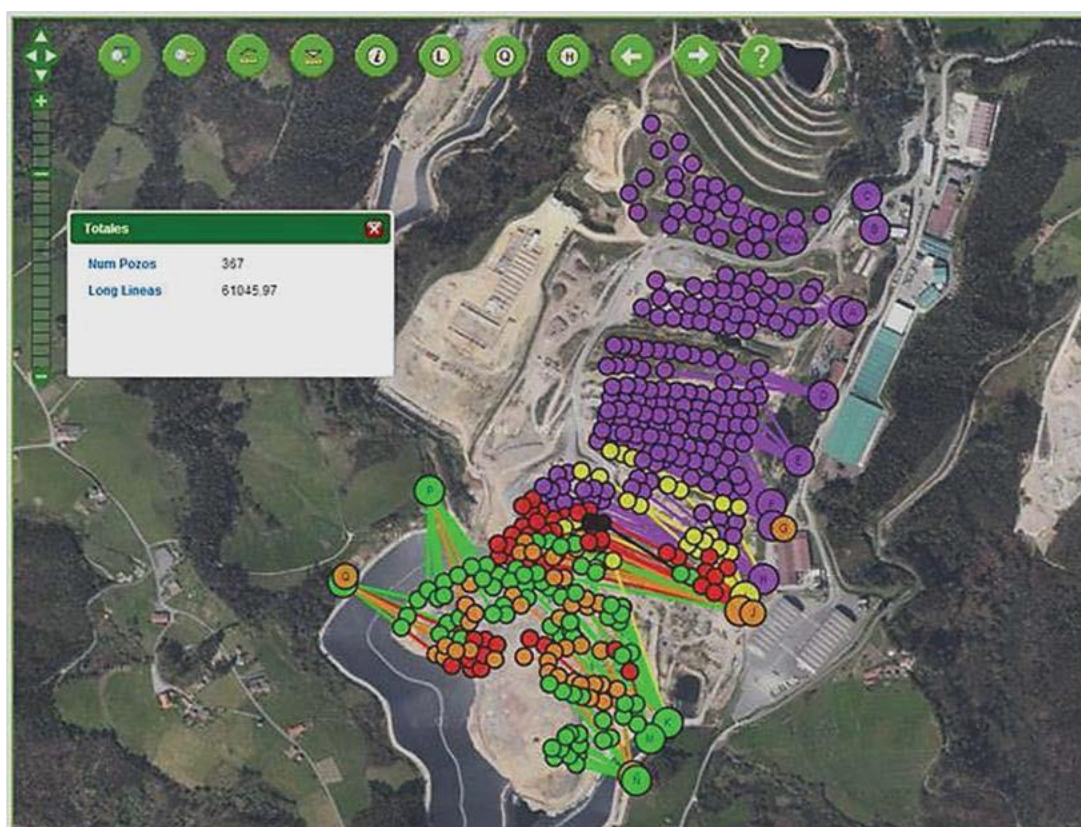 i L Q H ?
Totales
Num Pozos 367
Long Lineas 61045.97
C
B
A
D
E
P
G
Q
H
J
K
M
Ñ